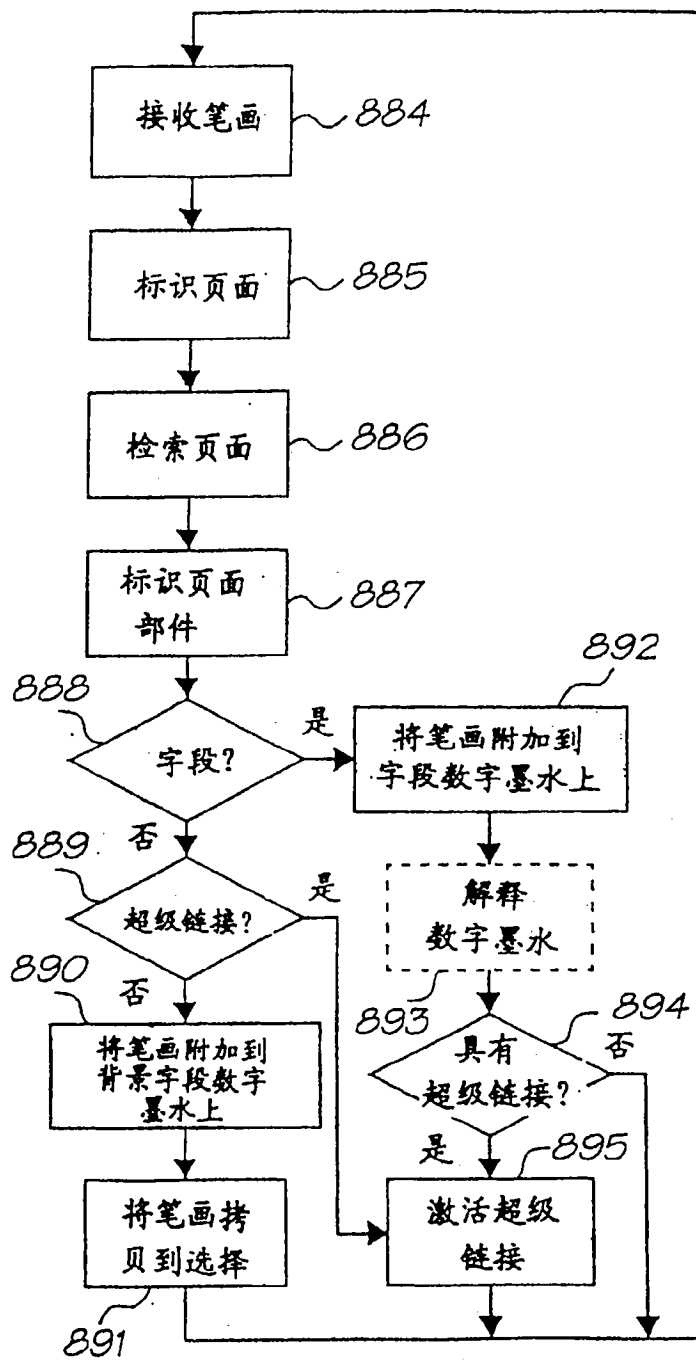 接收笔画
884
标识页面
885
检索页面
886
标识页面
部件
887
888
字段?
是
否
892
将笔画附加到
字段数字墨水上
889
超级链接?
是
否
解释
数字墨水
893
890
将笔画附加到
背景字段数字
墨水上
894
具有
超级链接?
否
是
895
将笔画拷
贝到选择
891
激活超级
链接